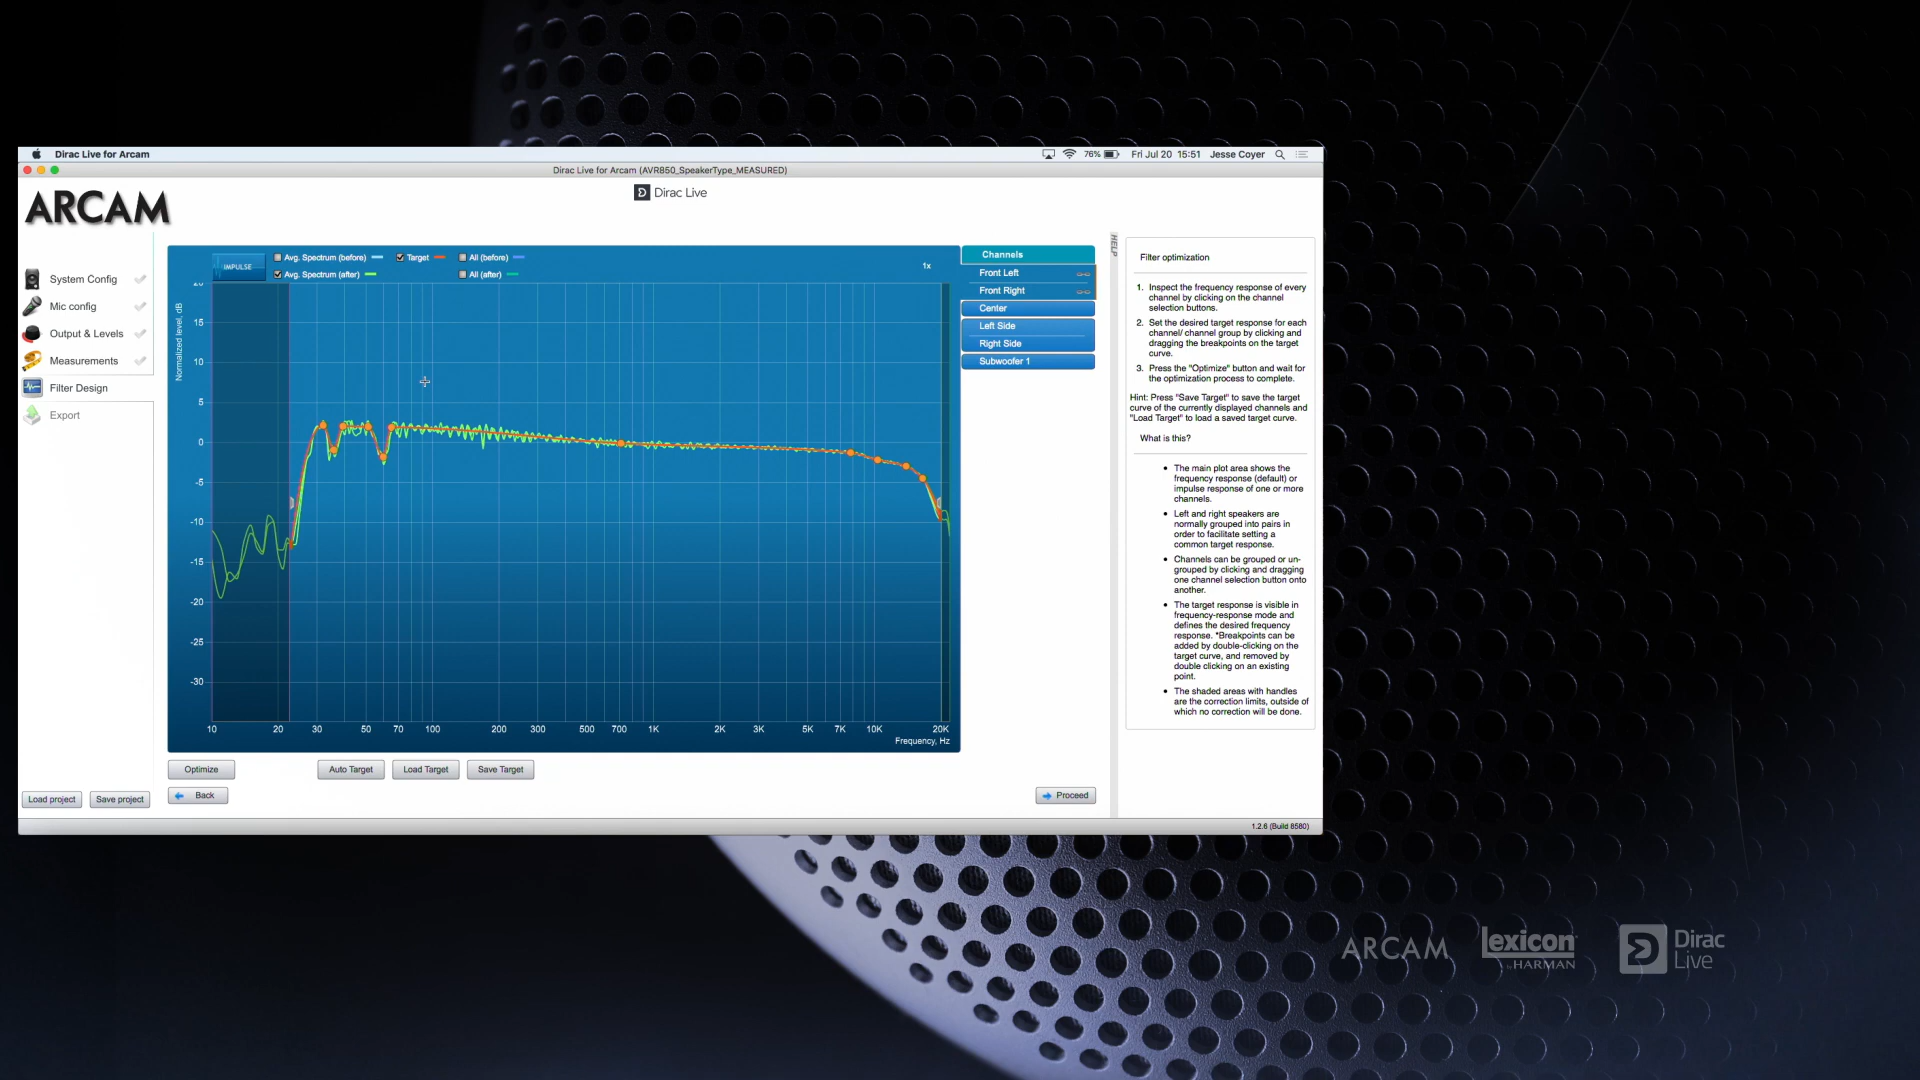 Dirac Live for Arcam
76%
Fri Jul 20 15:51
Jesse Coyer
Dirac Live for Arcam (AVR850_SpeakerType_MEASURED)
ARCAM
Dirac Live
System Config
Mic config
Output & Levels
Measurements
Filter Design
Export
Load project
Save project
IMPULSE
Avg. Spectrum (before)
Target
All (before)
Avg. Spectrum (after)
All (after)
1x
Normalized level, dB
20
15
10
5
0
-5
-10
-15
-20
-25
-30
10 20 30 50 70 100 200 300 500 700 1K 2K 3K 5K 7K 10K 20K
Frequency, Hz
Optimize
Auto Target
Load Target
Save Target
Back
Proceed
Channels
Front Left
Front Right
Center
Left Side
Right Side
Subwoofer 1
HELP
Filter optimization
1. Inspect the frequency response of every
channel by clicking on the channel
selection buttons.
2. Set the desired target response for each
channel/ channel group by clicking and
dragging the breakpoints on the target
curve.
3. Press the "Optimize" button and wait for
the optimization process to complete.
Hint: Press "Save Target" to save the target
curve of the currently displayed channels and
"Load Target" to load a saved target curve.
What is this?
• The main plot area shows the
frequency response (default) or
impulse response of one or more
channels.
• Left and right speakers are
normally grouped into pairs in
order to facilitate setting a
common target response.
• Channels can be grouped or un-
grouped by clicking and dragging
one channel selection button onto
another.
• The target response is visible in
frequency-response mode and
defines the desired frequency
response. *Breakpoints can be
added by double-clicking on the
target curve, and removed by
double clicking on an existing
point.
• The shaded areas with handles
are the correction limits, outside of
which no correction will be done.
1.2.6 (Build 6580)
ARCAM
lexicon
by HARMAN
Dirac
Live